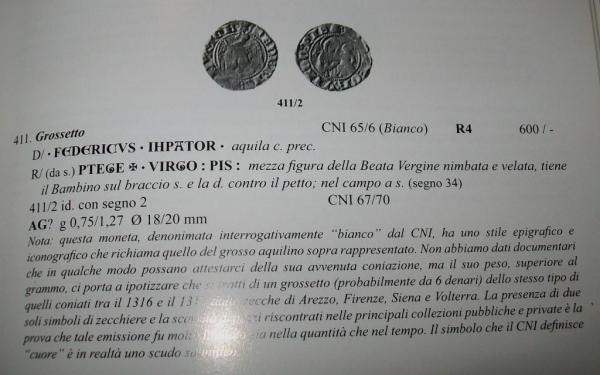 411/2
411. Grossetto CNI 65/6 (Bianco) R4 600 / -
D/ · FEDERICVS · IHPATOR · aquila c. prec.
R/ (da s.) PTEGE ✠ · VIRGO : PIS : mezza figura della Beata Vergine nimbata e velata, tiene
il Bambino sul braccio s. e la d. contro il petto; nel campo a s. (segno 34)
411/2 id. con segno 2 CNI 67/70
AG? g 0,75/1,27 Ø 18/20 mm
Nota: questa moneta, denominata interrogativamente “bianco” dal CNI, ha uno stile epigrafico e
iconografico che richiama quello del grosso aquilino sopra rappresentato. Non abbiamo dati documentari
che in qualche modo possano attestarci della sua avvenuta coniazione, ma il suo peso, superiore al
grammo, ci porta a ipotizzare che si tratti di un grossetto (probabilmente da 6 denari) dello stesso tipo di
quelli coniati tra il 1316 e il zecche di Arezzo, Firenze, Siena e Volterra. La presenza di due
soli simboli di zecchiere e la riscontrati nelle principali collezioni pubbliche e private è la
prova che tale emissione fu nella quantità che nel tempo. Il simbolo che il CNI definisce
“cuore” è in realtà uno scudo